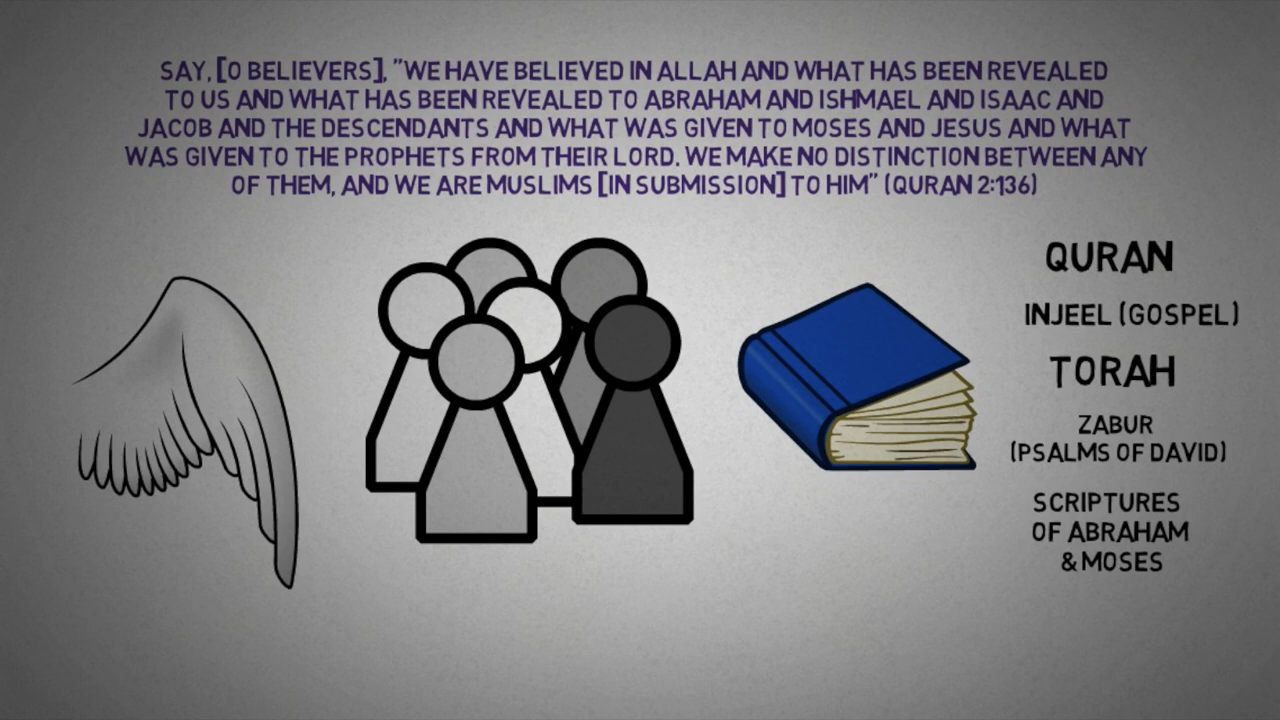 SAY, [O BELIEVERS], "WE HAVE BELIEVED IN ALLAH AND WHAT HAS BEEN REVEALED
TO US AND WHAT HAS BEEN REVEALED TO ABRAHAM AND ISHMAEL AND ISAAC AND
JACOB AND THE DESCENDANTS AND WHAT WAS GIVEN TO MOSES AND JESUS AND WHAT
WAS GIVEN TO THE PROPHETS FROM THEIR LORD. WE MAKE NO DISTINCTION BETWEEN ANY
OF THEM, AND WE ARE MUSLIMS [IN SUBMISSION] TO HIM" (QURAN 2:136)
QURAN
INJEEL (GOSPEL)
TORAH
ZABUR
(PSALMS OF DAVID)
SCRIPTURES
OF ABRAHAM
& MOSES